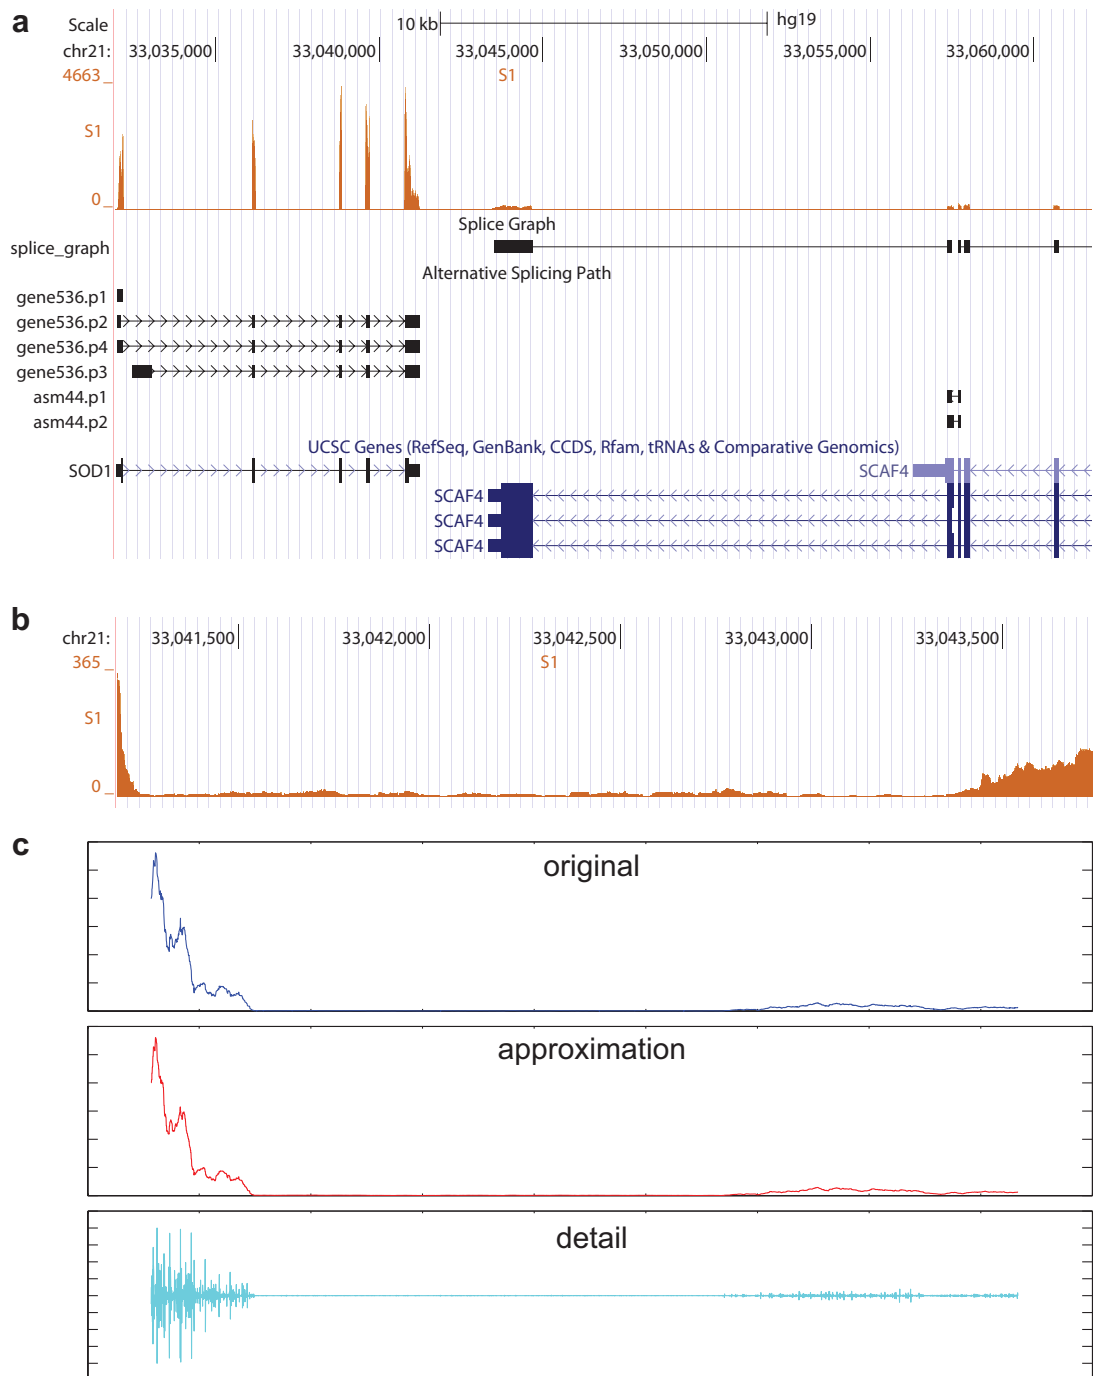 a
Scale 10 kb hg19
chr21: 33,035,000 33,040,000 33,045,000 33,050,000 33,055,000 33,060,000
4663 _ S1
S1
0 _
Splice Graph
splice_graph
Alternative Splicing Path
gene536.p1
gene536.p2
gene536.p4
gene536.p3
asm44.p1
asm44.p2
UCSC Genes (RefSeq, GenBank, CCDS, Rfam, tRNAs & Comparative Genomics)
SOD1 SCAF4
SCAF4
SCAF4
SCAF4
b
chr21: 33,041,500 33,042,000 33,042,500 33,043,000 33,043,500
365 _ S1
S1
0 _
c
original
approximation
detail